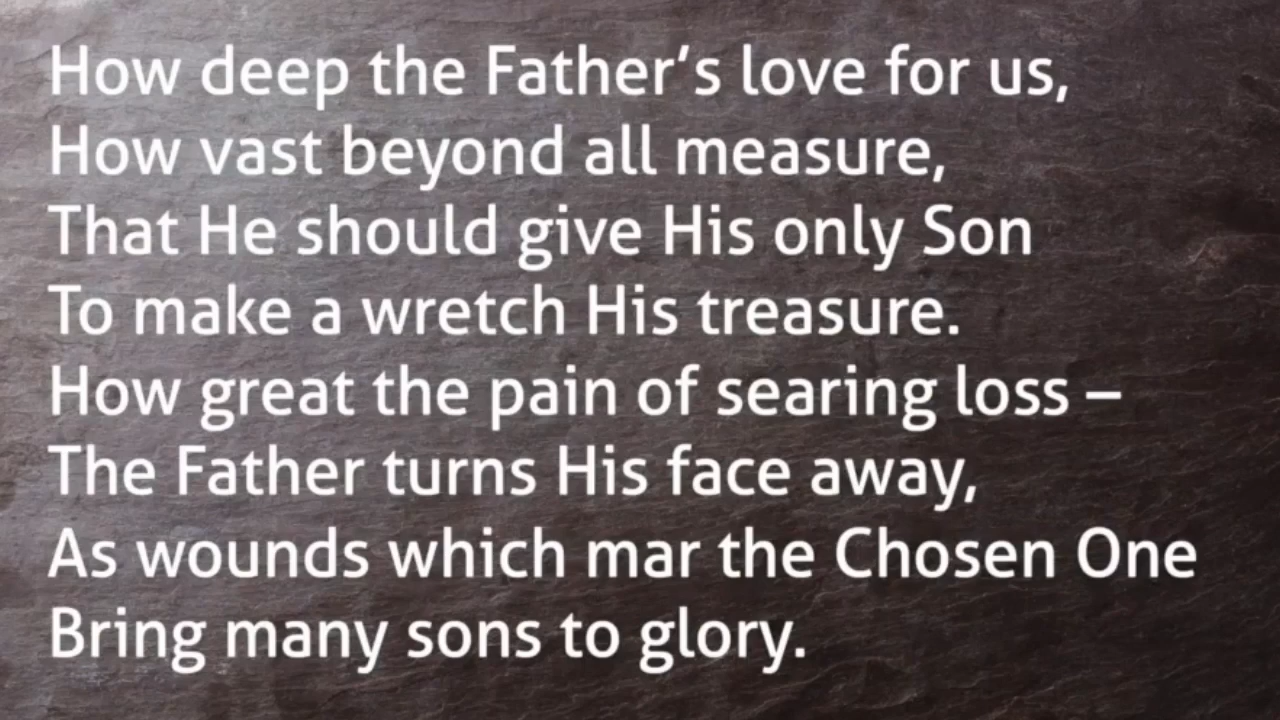 How deep the Father’s love for us,
How vast beyond all measure,
That He should give His only Son
To make a wretch His treasure.
How great the pain of searing loss –
The Father turns His face away,
As wounds which mar the Chosen One
Bring many sons to glory.